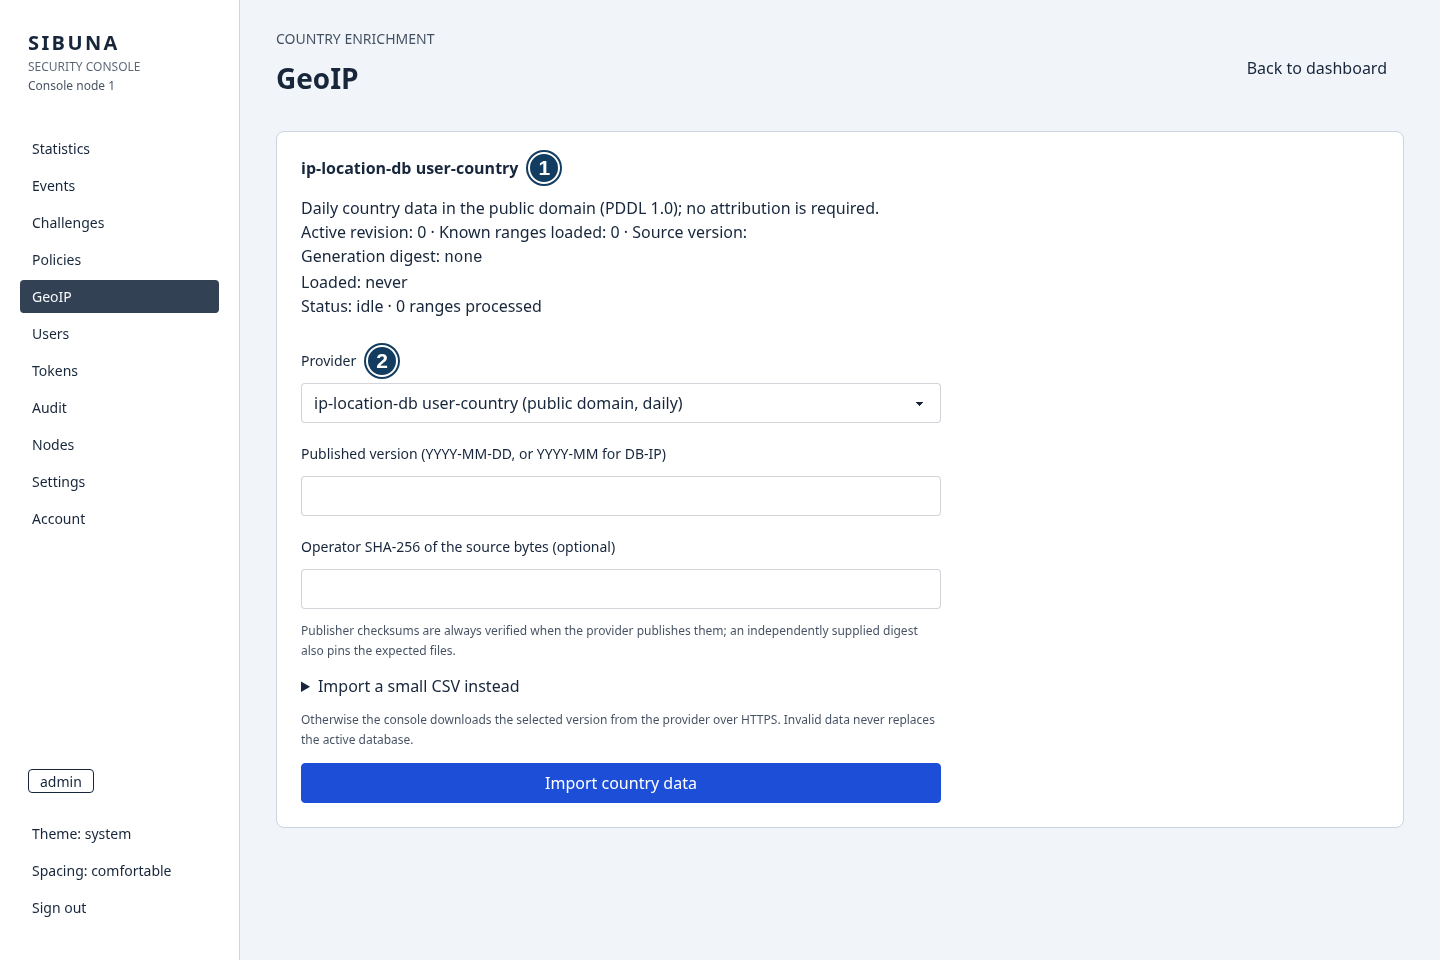 SIBUNA
SECURITY CONSOLE
Console node 1
Statistics
Events
Challenges
Policies
GeoIP
Users
Tokens
Audit
Nodes
Settings
Account
admin
Theme: system
Spacing: comfortable
Sign out
COUNTRY ENRICHMENT
GeoIP
Back to dashboard
ip-location-db user-country 1
Daily country data in the public domain (PDDL 1.0); no attribution is required.
Active revision: 0 · Known ranges loaded: 0 · Source version:
Generation digest: none
Loaded: never
Status: idle · 0 ranges processed
Provider 2
ip-location-db user-country (public domain, daily)
Published version (YYYY-MM-DD, or YYYY-MM for DB-IP)
Operator SHA-256 of the source bytes (optional)
Publisher checksums are always verified when the provider publishes them; an independently supplied digest
also pins the expected files.
Import a small CSV instead
Otherwise the console downloads the selected version from the provider over HTTPS. Invalid data never replaces
the active database.
Import country data